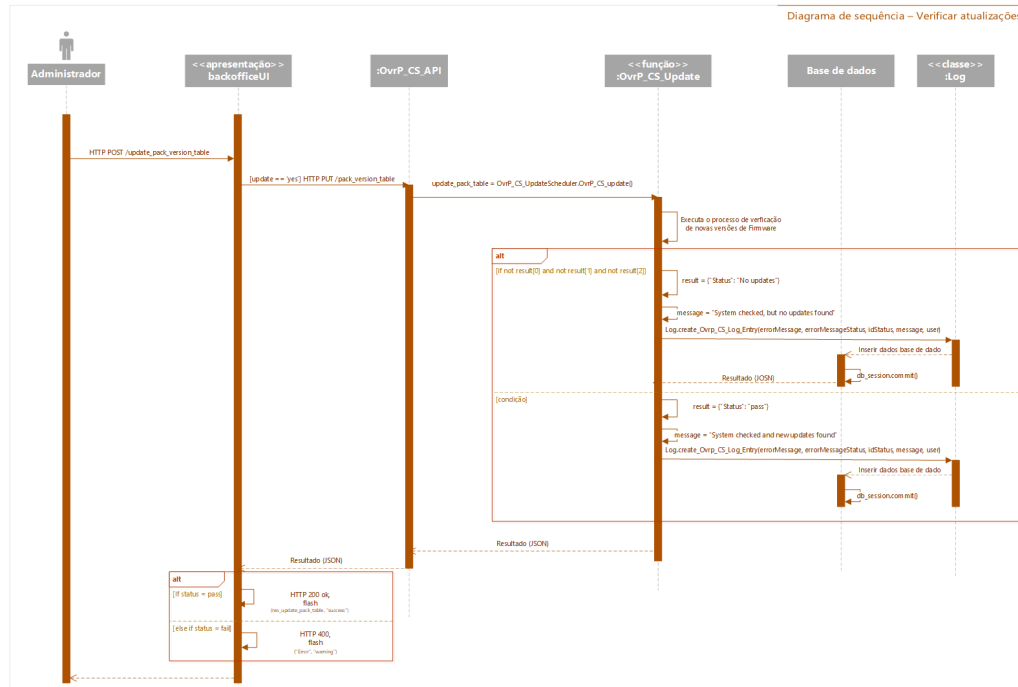 Diagrama de sequência – Verificar atualizações
Administrador
<<apresentação>>
backofficeUI
:OvrP_CS_API
<<função>>
:OvrP_CS_Update
Base de dados
<<classe>>
:Log
HTTP POST /update_pack_version_table
[update == 'yes'] HTTP PUT /pack_version_table
update_pack_table = OvrP_CS_UpdateScheduler.OvrP_CS_update()
Executa o processo de verficação
de novas versões de Firmware
alt
[If not result[0] and not result[1] and not result[2]]
result = {"Status": "No updates"}
message = "System checked, but no updates found"
Log.create_Ovrp_CS_Log_Entry(errorMessage, errorMessageStatus, idStatus, message, user)
Inserir dados base de dado
db_session.commit()
Resultado (JOSN)
[condição]
result = {"Status": "pass"}
message = "System checked and new updates found"
Log.create_Ovrp_CS_Log_Entry(errorMessage, errorMessageStatus, idStatus, message, user)
Inserir dados base de dado
db_session.commit()
Resultado (JSON)
Resultado (JSON)
alt
[If status = pass]
HTTP 200 ok,
flash
(res_update_pack_table, "success")
[else if status = fail]
HTTP 400,
flash
("Error", "warning")